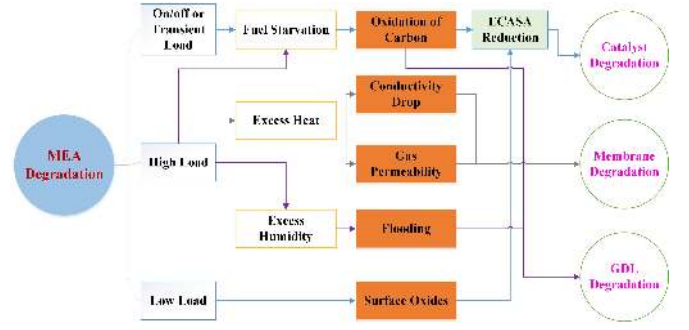 On/off or
Transient
Load
Fuel Starvation
Oxidation of
Carbon
ECASA
Reduction
Catalyst
Degradation
Conductivity
Drop
Excess Heat
MEA
Degradation
High Load
Gas
Permeability
Membrane
Degradation
Excess
Humidity
Flooding
GDL
Degradation
Low Load
Surface Oxides